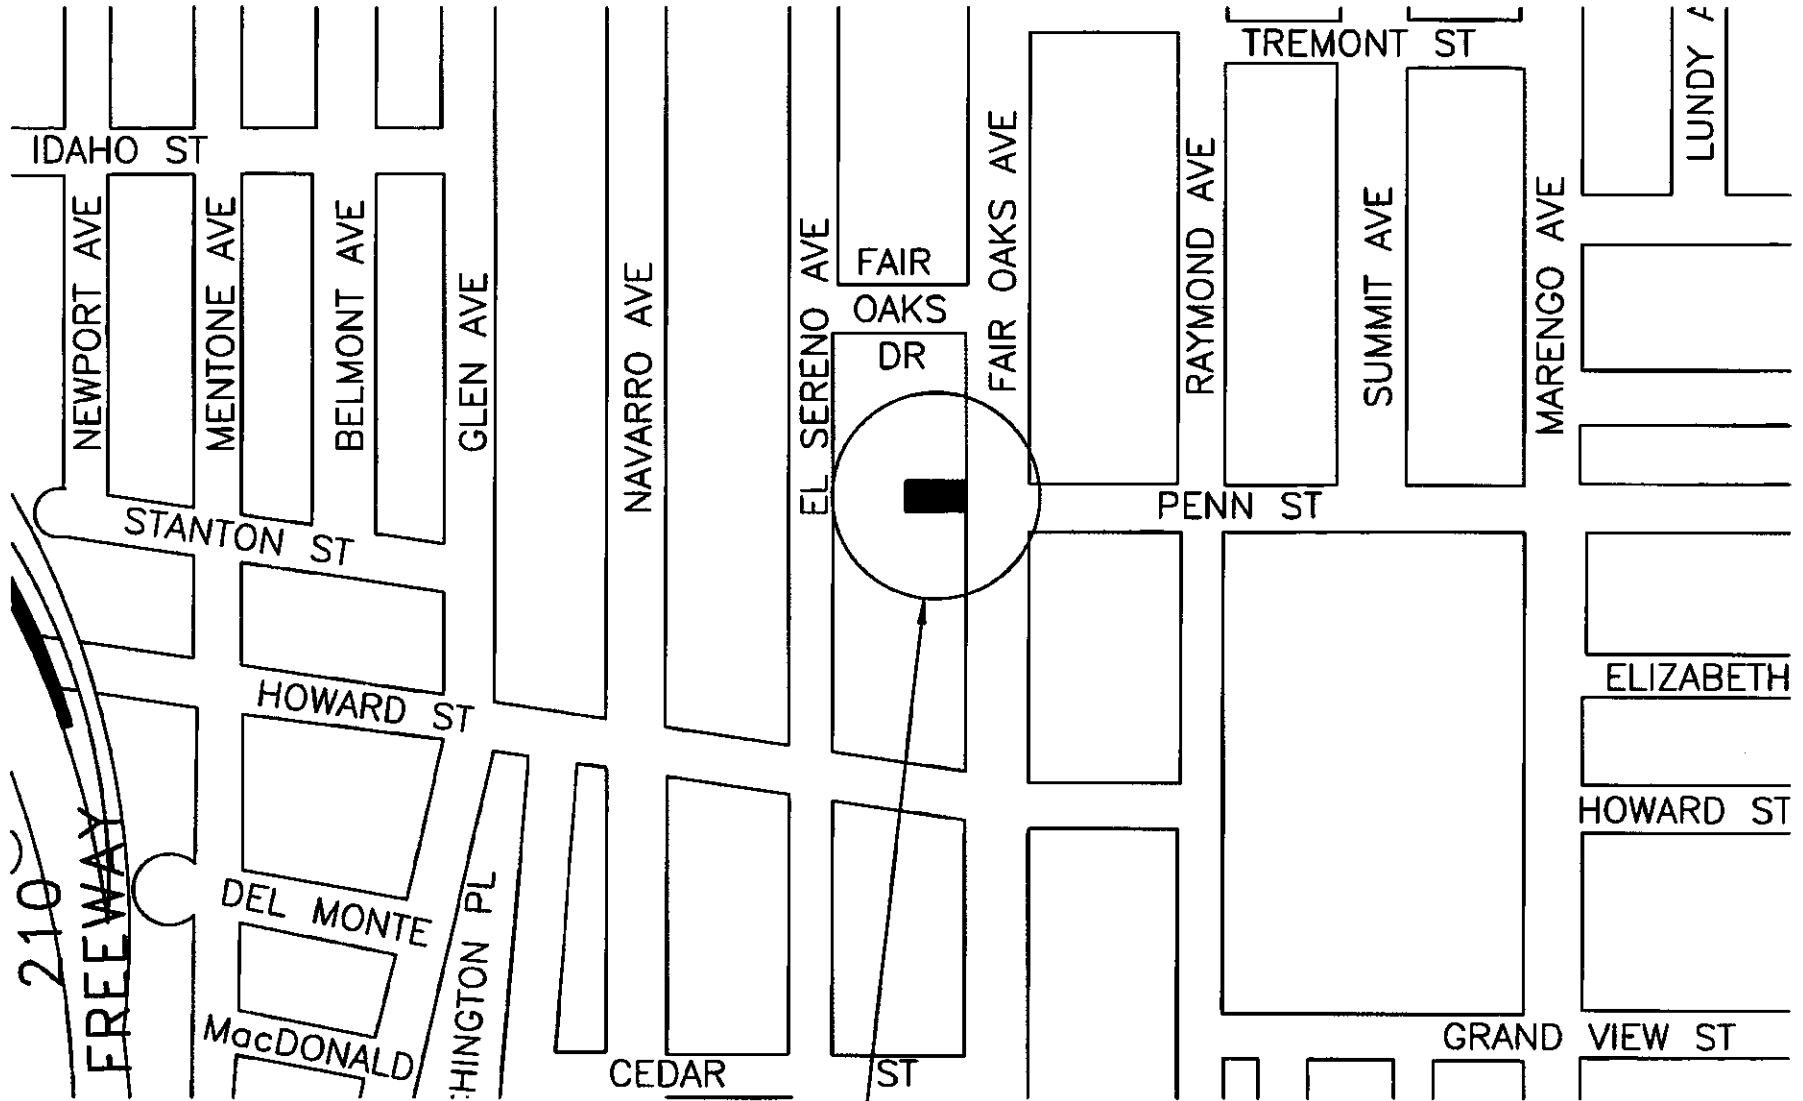 TREMONT ST
LUNDY A
IDAHO ST
NEWPORT AVE
MENTONE AVE
BELMONT AVE
GLEN AVE
NAVARRO AVE
EL SERENO AVE
FAIR
OAKS
DR
FAIR OAKS AVE
RAYMOND AVE
SUMMIT AVE
MARENGO AVE
STANTON ST
PENN ST
HOWARD ST
ELIZABETH
HOWARD ST
210
FREEWAY
DEL MONTE
HINGTON PL
MacDONALD
CEDAR ST
GRAND VIEW ST